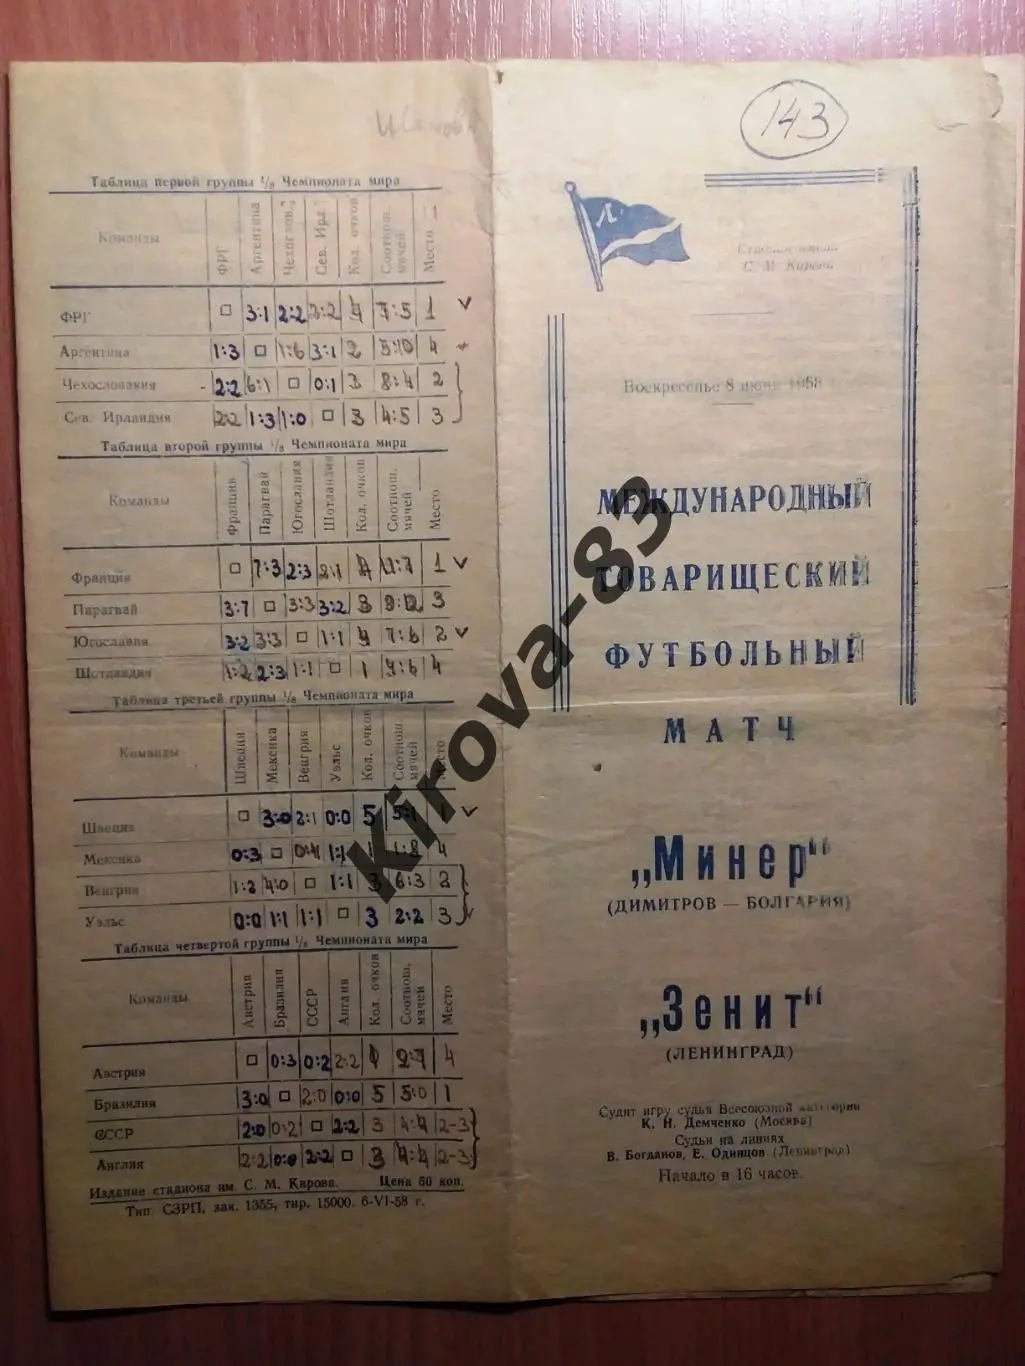 Таблица первой группы 1/8 Чемпионата мира
Команды ФРГ Аргентина Чехослов. Сев. Ирл. Кол. очков Соотнош. мячей Место
ФРГ □ 3:1 2:2 2:2 4 7:5 1
Аргентина 1:3 □ 1:6 3:1 2 5:10 4
Чехословакия 2:2 6:1 □ 0:1 3 8:4 2
Сев. Ирландия 2:2 1:3 1:0 □ 3 4:5 3
Таблица второй группы 1/8 Чемпионата мира
Команды Франция Парагвай Югославия Шотландия Кол. очков Соотнош. мячей Место
Франция □ 7:3 2:3 2:1 4 11:7 1
Парагвай 3:7 □ 3:3 3:2 3 9:12 3
Югославия 3:2 3:3 □ 1:1 4 7:6 2
Шотландия 1:2 2:3 1:1 □ 1 4:6 4
Таблица третьей группы 1/8 Чемпионата мира
Команды Швеция Мексика Венгрия Уэльс Кол. очков Соотнош. мячей Место
Швеция □ 3:0 2:1 0:0 5 5:1 1
Мексика 0:3 □ 0:4 1:1 1 1:8 4
Венгрия 1:2 4:0 □ 1:1 3 6:3 2
Уэльс 0:0 1:1 1:1 □ 3 2:2 3
Таблица четвертой группы 1/8 Чемпионата мира
Команды Австрия Бразилия СССР Англия Кол. очков Соотнош. мячей Место
Австрия □ 0:3 0:2 2:2 1 2:7 4
Бразилия 3:0 □ 2:0 0:0 5 5:0 1
СССР 2:0 0:2 □ 2:2 3 4:4 2-3
Англия 2:2 0:0 2:2 □ 3 4:4 2-3
Издание стадиона им. С. М. Кирова. Цена 50 коп.
Тип. СЗРП, зак. 1355, тир. 15000. 6-VI-58 г.
143
Л
Стадион имени
С. М. Кирова
Воскресенье 8 июня 1958
МЕЖДУНАРОДНЫЙ
ТОВАРИЩЕСКИЙ
ФУТБОЛЬНЫЙ
МАТЧ
„Минер“
(ДИМИТРОВ — БОЛГАРИЯ)
„Зенит“
(ЛЕНИНГРАД)
Судит игру судья Всесоюзной категории
К. Н. Демченко (Москва)
Судьи на линиях
В. Богданов, Е. Одинцов (Ленинград)
Начало в 16 часов.
Kirova-83